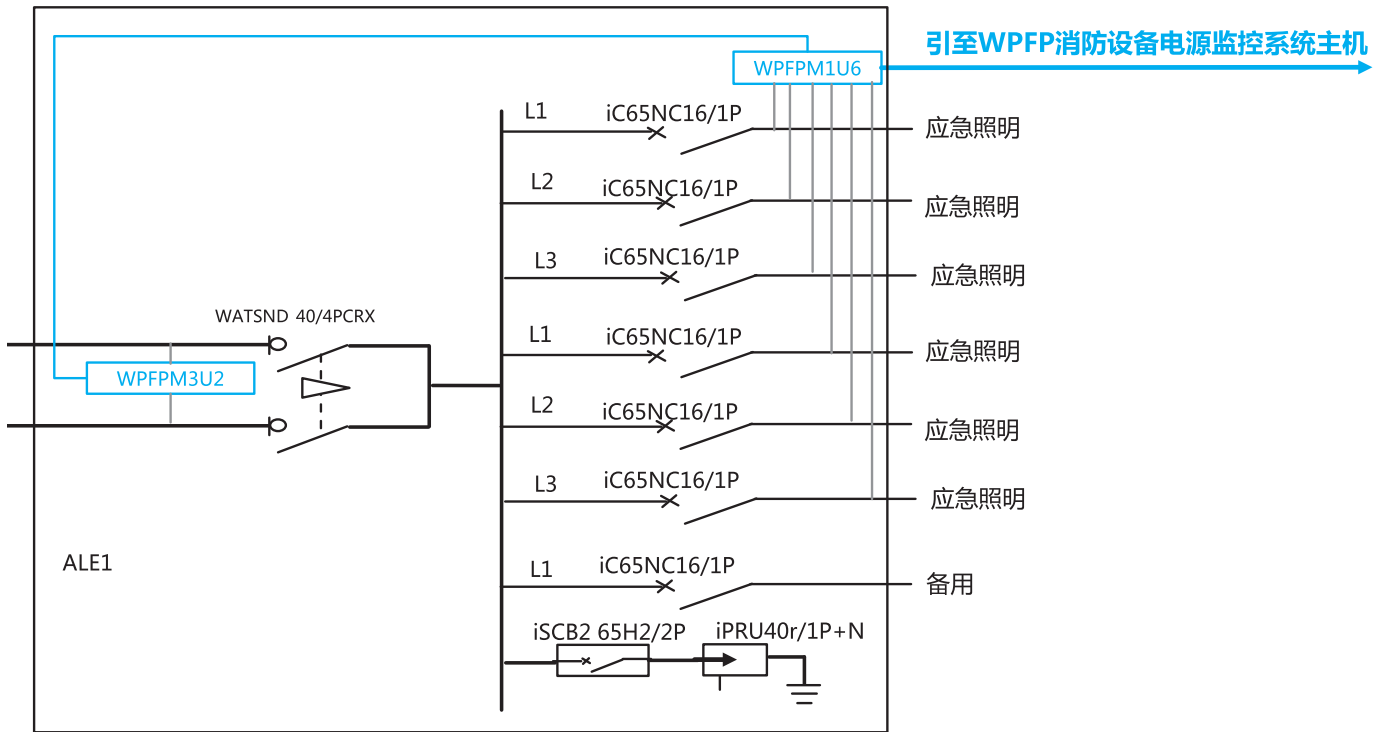 引至WPFP消防设备电源监控系统主机
WPFPM1U6
L1 iC65NC16/1P 应急照明
L2 iC65NC16/1P 应急照明
L3 iC65NC16/1P 应急照明
WATSND 40/4PCRX
L1 iC65NC16/1P 应急照明
WPFPM3U2
L2 iC65NC16/1P 应急照明
L3 iC65NC16/1P 应急照明
ALE1
L1 iC65NC16/1P 备用
iSCB2 65H2/2P iPRU40r/1P+N